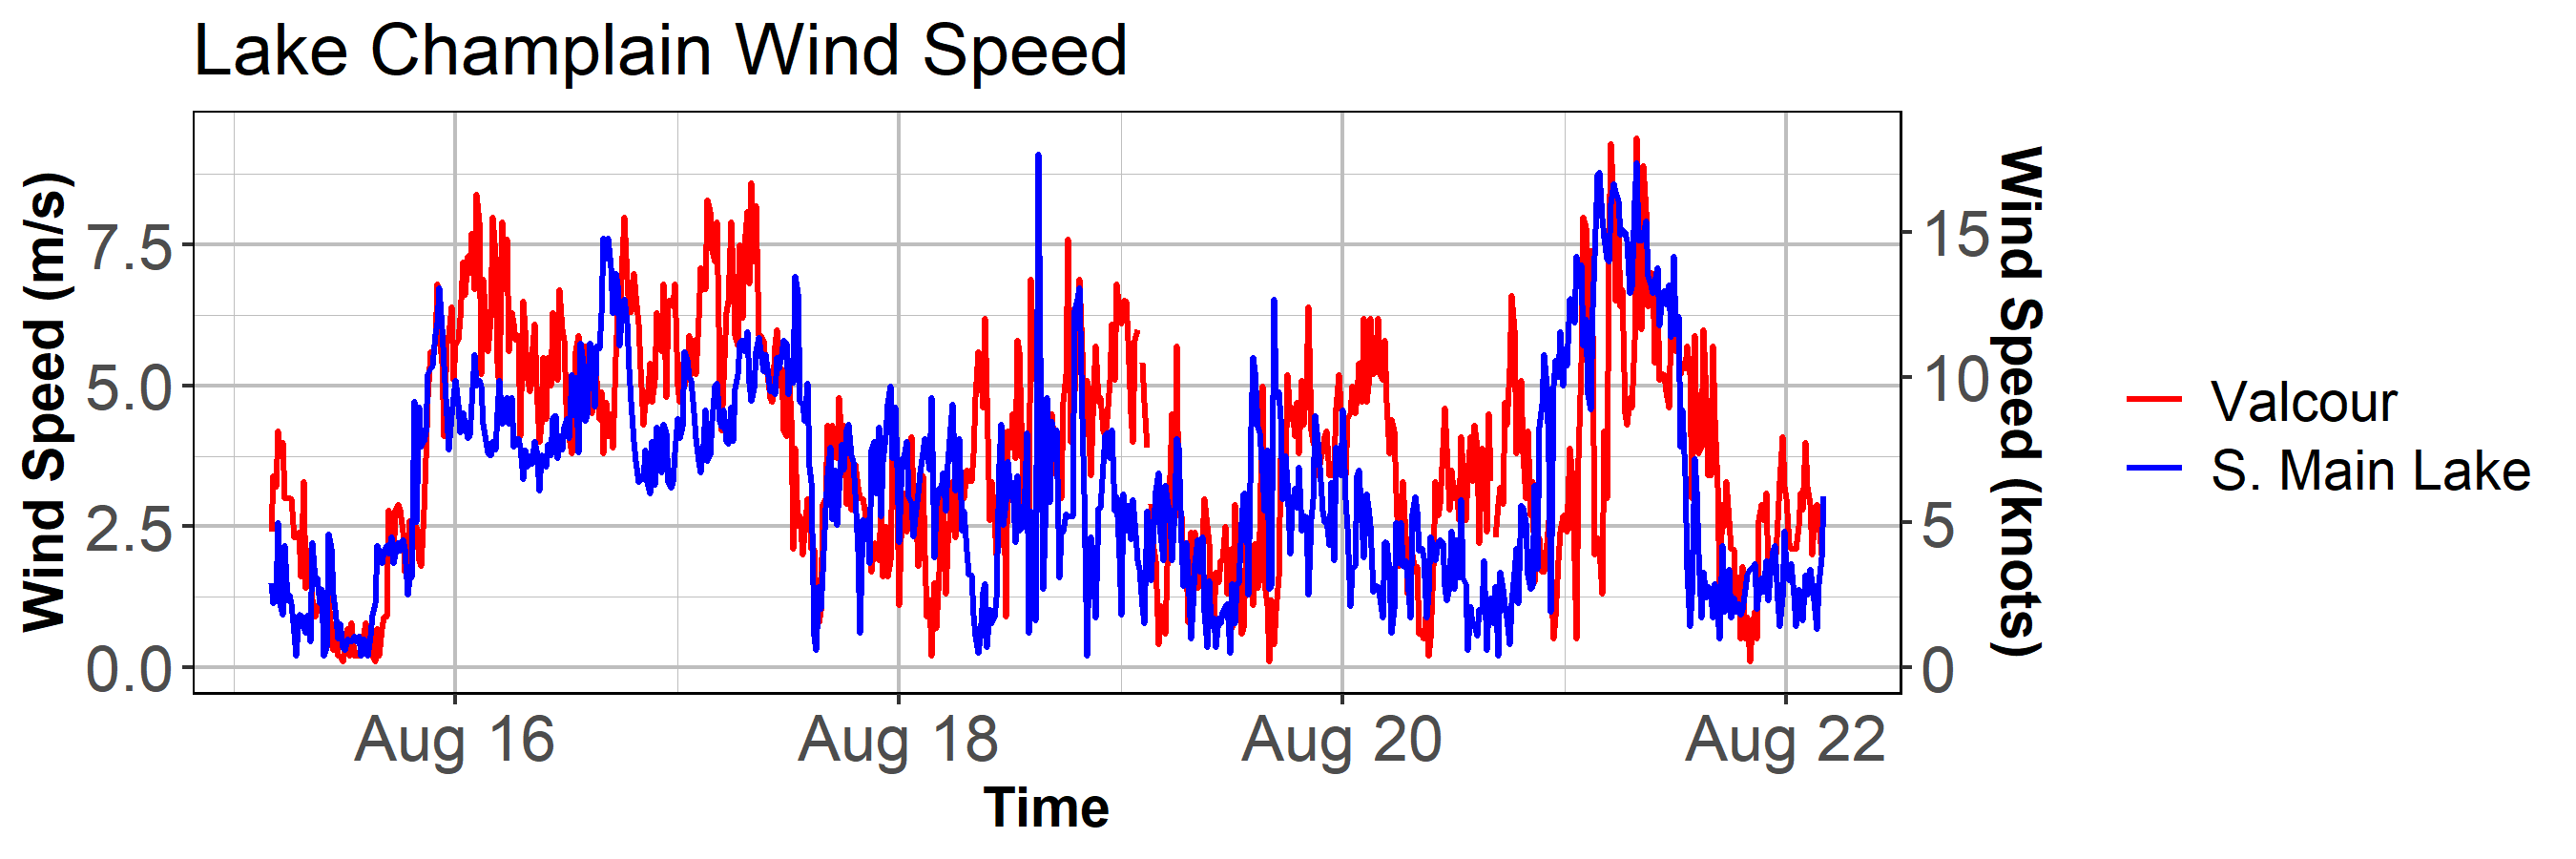 Lake Champlain Wind Speed
Wind Speed (m/s)
7.5
5.0
2.5
0.0
15
10
5
0
Wind Speed (knots)
Aug 16
Aug 18
Aug 20
Aug 22
Time
Valcour
S. Main Lake